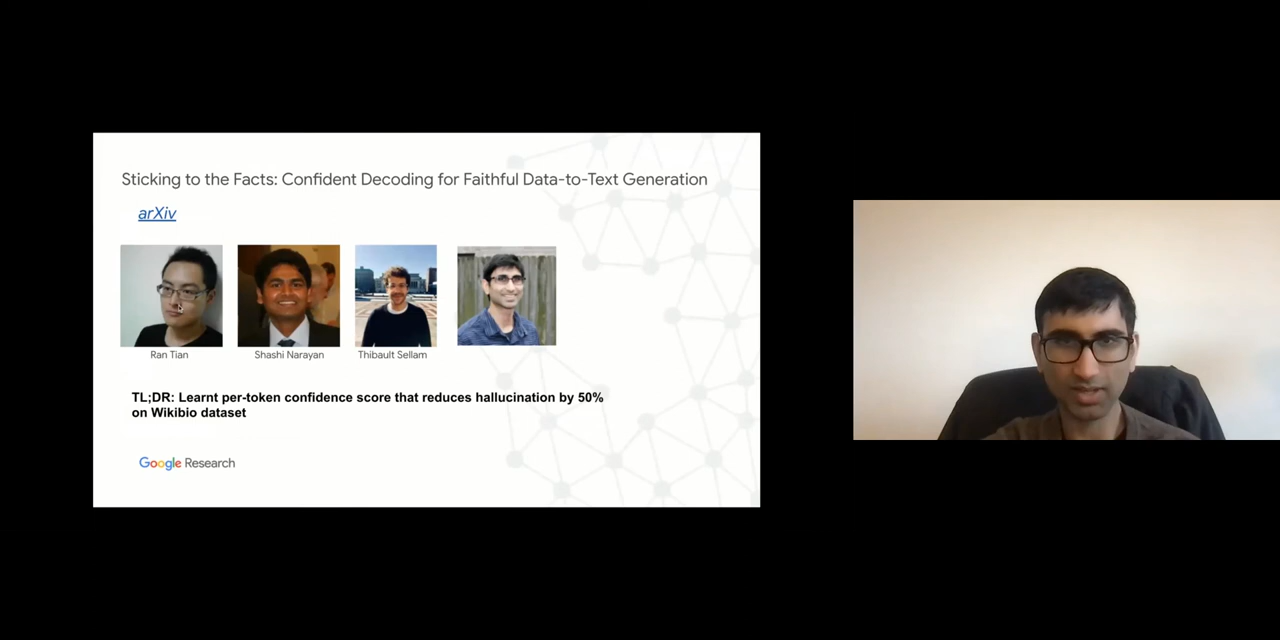 Sticking to the Facts: Confident Decoding for Faithful Data-to-Text Generation
arXiv
Ran Tian
Shashi Narayan
Thibault Sellam
TL;DR: Learnt per-token confidence score that reduces hallucination by 50%
on Wikibio dataset
Google Research